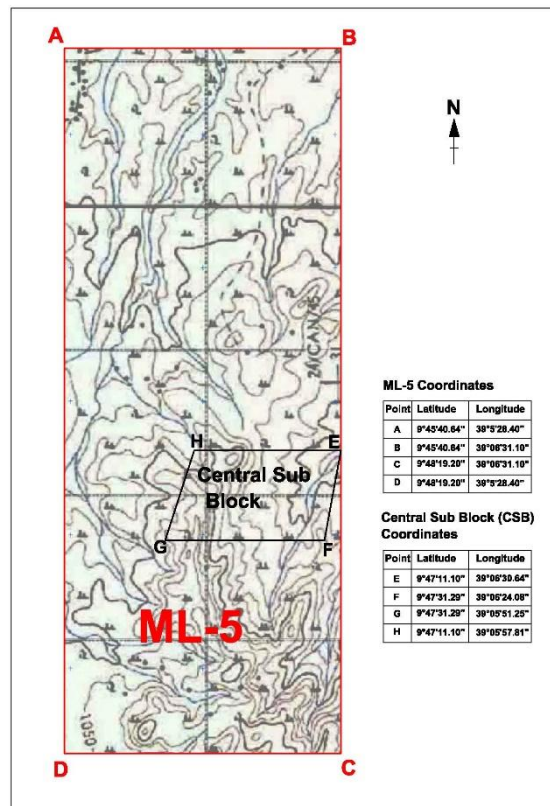 A
B
N
24(CAN)45
H
E
Central Sub
Block
G
F
ML-5
1050
D
C
ML-5 Coordinates
Point Latitude Longitude
A 9°45'40.64" 39°5'28.40"
B 9°45'40.64" 39°06'31.10"
C 9°48'19.20" 38°06'31.10"
D 9°48'19.20" 39°5'28.40"
Central Sub Block (CSB)
Coordinates
Point Latitude Longitude
E 9°47'11.10" 39°06'30.64"
F 9°47'31.29" 39°06'24.08"
G 9°47'31.29" 39°05'51.25"
H 9°47'11.10" 39°05'57.81"